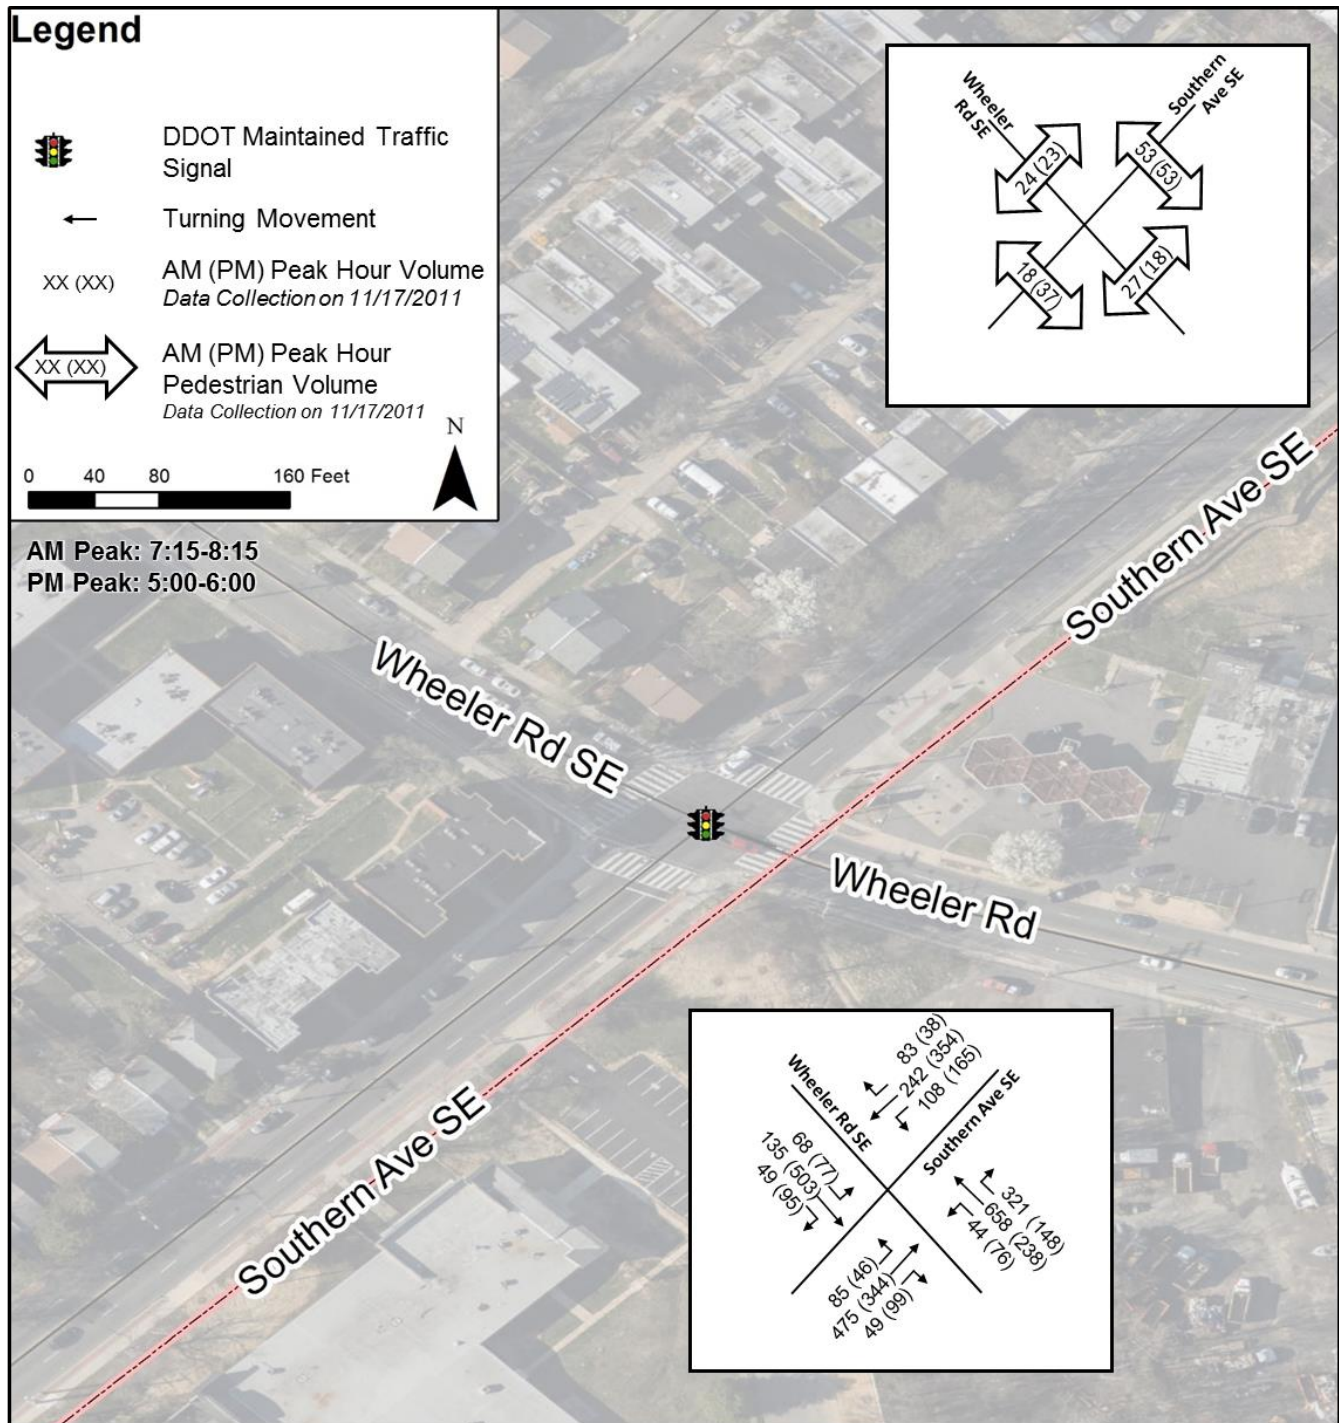 Legend
DDOT Maintained Traffic
Signal
Turning Movement
XX (XX)
AM (PM) Peak Hour Volume
Data Collection on 11/17/2011
XX (XX)
AM (PM) Peak Hour
Pedestrian Volume
Data Collection on 11/17/2011
N
0 40 80 160 Feet
AM Peak: 7:15-8:15
PM Peak: 5:00-6:00
Wheeler
Rd SE
Southern
Ave SE
24 (23)
53 (53)
18 (37)
27 (18)
Southern Ave SE
Wheeler Rd SE
Wheeler Rd
Southern Ave SE
83 (38)
242 (354)
108 (165)
Wheeler Rd SE
Southern Ave SE
68 (77)
135 (503)
49 (95)
321 (148)
658 (238)
44 (76)
85 (46)
475 (344)
49 (99)